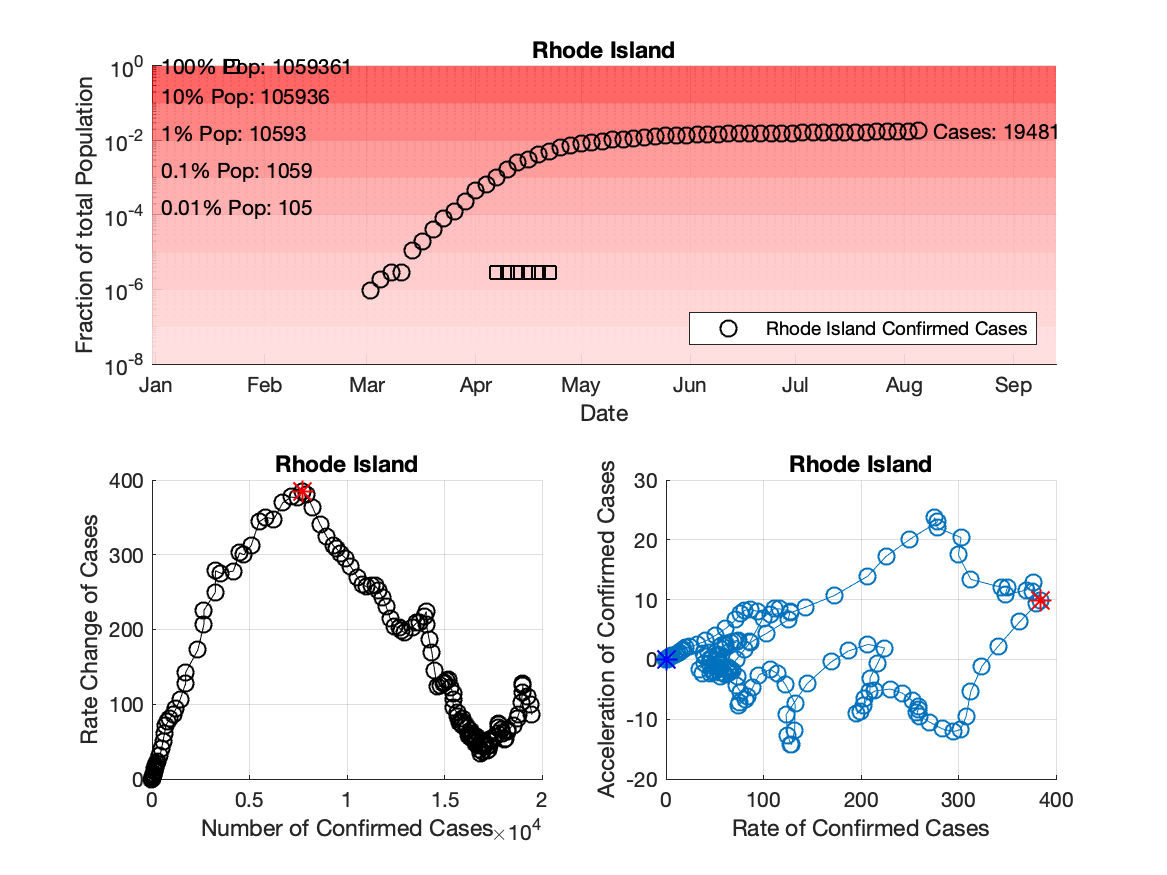 Rhode Island
10^0
10^-2
10^-4
10^-6
10^-8
Fraction of total Population
100% Pop: 1059361
10% Pop: 105936
1% Pop: 10593
0.1% Pop: 1059
0.01% Pop: 105
Cases: 19481
Rhode Island Confirmed Cases
Jan Feb Mar Apr May Jun Jul Aug Sep
Date
Rhode Island
400
300
200
100
0
Rate Change of Cases
0 0.5 1 1.5 2
Number of Confirmed Cases
×10^4
Rhode Island
30
20
10
0
-10
-20
Acceleration of Confirmed Cases
0 100 200 300 400
Rate of Confirmed Cases